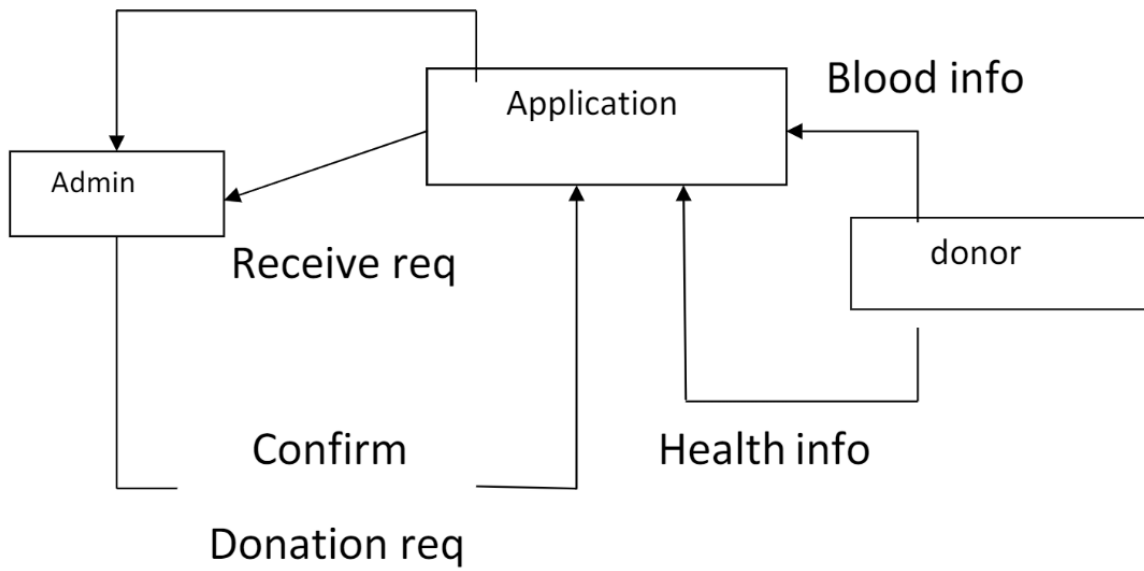 Application
Blood info
Admin
donor
Receive req
Confirm
Health info
Donation req